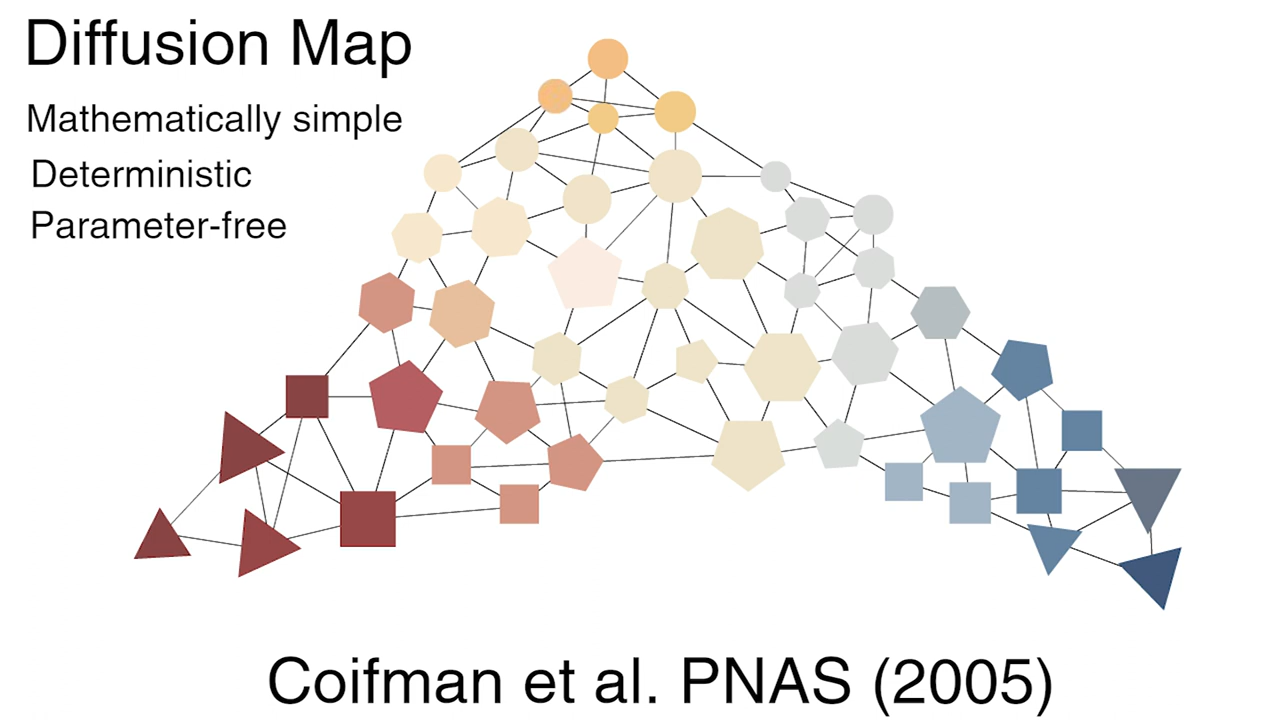 Diffusion Map
Mathematically simple
Deterministic
Parameter-free
Coifman et al. PNAS (2005)